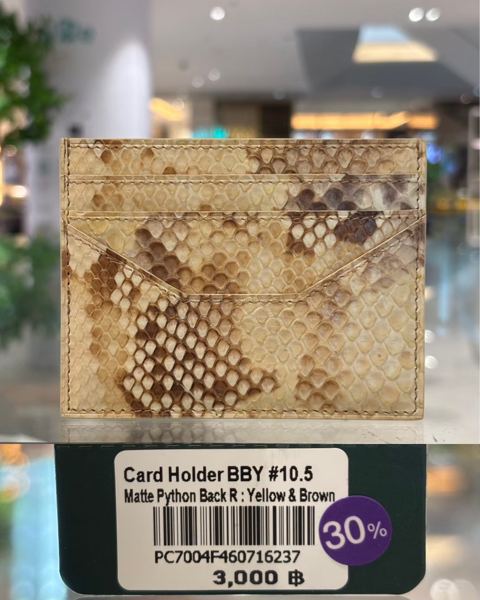 Card Holder BBY #10.5
Matte Python Back R : Yellow & Brown
30%
PC7004F460716237
3,000 ฿